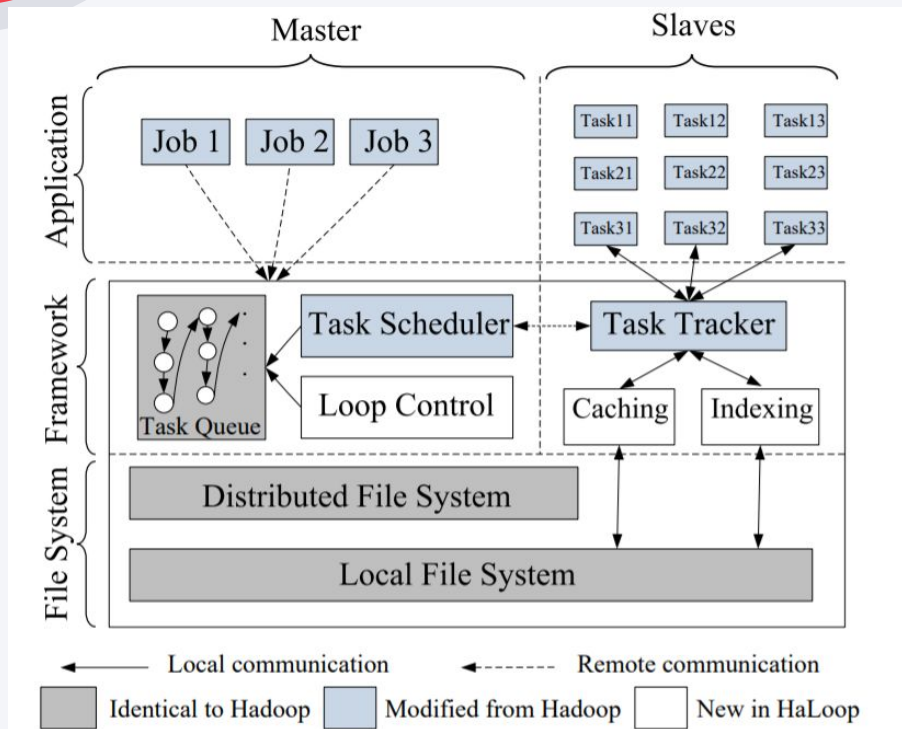 Master
Slaves
Application
Job 1
Job 2
Job 3
Task11
Task12
Task13
Task21
Task22
Task23
Task31
Task32
Task33
Framework
Task Queue
Task Scheduler
Loop Control
Task Tracker
Caching
Indexing
File System
Distributed File System
Local File System
Local communication
Remote communication
Identical to Hadoop
Modified from Hadoop
New in HaLoop